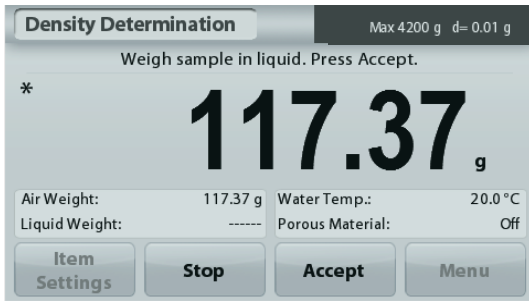 Density Determination Max 4200 g d= 0.01 g
Weigh sample in liquid. Press Accept.
* 117.37 g
Air Weight: 117.37 g Water Temp.: 20.0 °C
Liquid Weight: ------ Porous Material: Off
Item Settings Stop Accept Menu